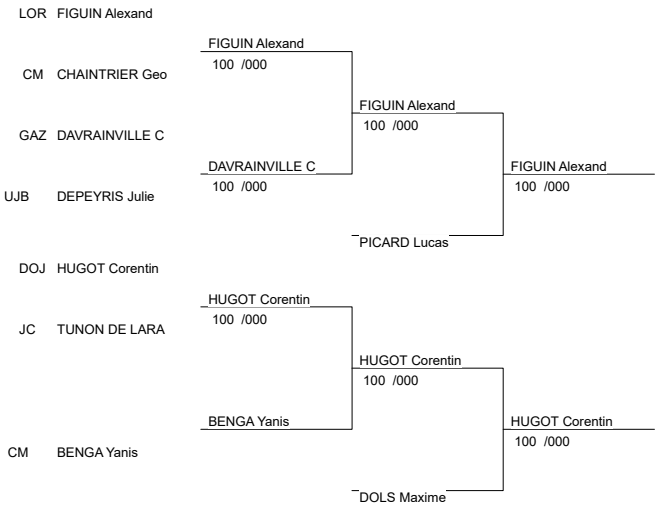 LOR FIGUIN Alexand
FIGUIN Alexand
100 /000
CM CHAINTRIER Geo
FIGUIN Alexand
100 /000
GAZ DAVRAINVILLE C
DAVRAINVILLE C
100 /000
FIGUIN Alexand
100 /000
UJB DEPEYRIS Julie
PICARD Lucas
DOJ HUGOT Corentin
HUGOT Corentin
100 /000
JC TUNON DE LARA
HUGOT Corentin
100 /000
BENGA Yanis
HUGOT Corentin
100 /000
CM BENGA Yanis
DOLS Maxime